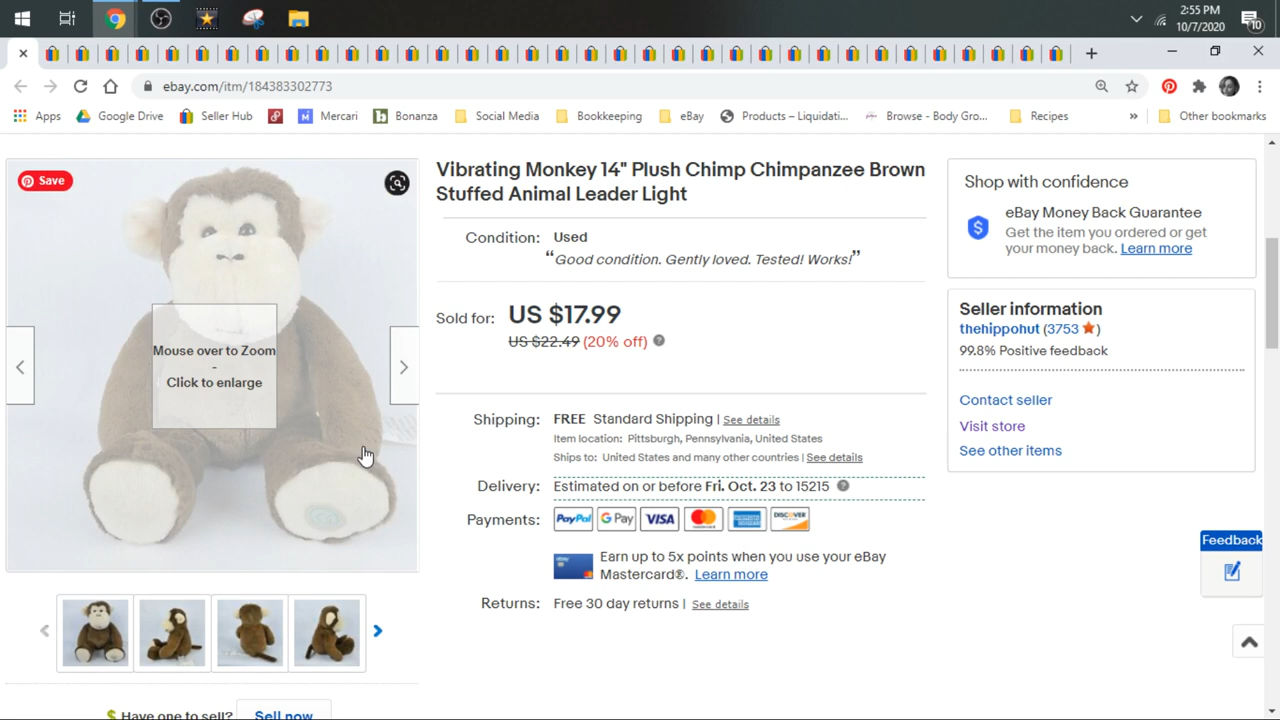 2:55 PM
10/7/2020
10
ebay.com/itm/184383302773
Apps
Google Drive
Seller Hub
Mercari
Bonanza
Social Media
Bookkeeping
eBay
Products – Liquidati...
Browse - Body Gro...
Recipes
»
Other bookmarks
Save
Mouse over to Zoom
-
Click to enlarge
Vibrating Monkey 14" Plush Chimp Chimpanzee Brown
Stuffed Animal Leader Light
Condition: Used
“Good condition. Gently loved. Tested! Works!”
Sold for: US $17.99
US $22.49 (20% off)
Shipping: FREE Standard Shipping | See details
Item location: Pittsburgh, Pennsylvania, United States
Ships to: United States and many other countries | See details
Delivery: Estimated on or before Fri. Oct. 23 to 15215
Payments: PayPal G Pay VISA MasterCard AMERICAN EXPRESS DISCOVER
Earn up to 5x points when you use your eBay
Mastercard®. Learn more
Returns: Free 30 day returns | See details
Shop with confidence
eBay Money Back Guarantee
Get the item you ordered or get
your money back. Learn more
Seller information
thehippohut (3753)
99.8% Positive feedback
Contact seller
Visit store
See other items
Feedback
Have one to sell? Sell now